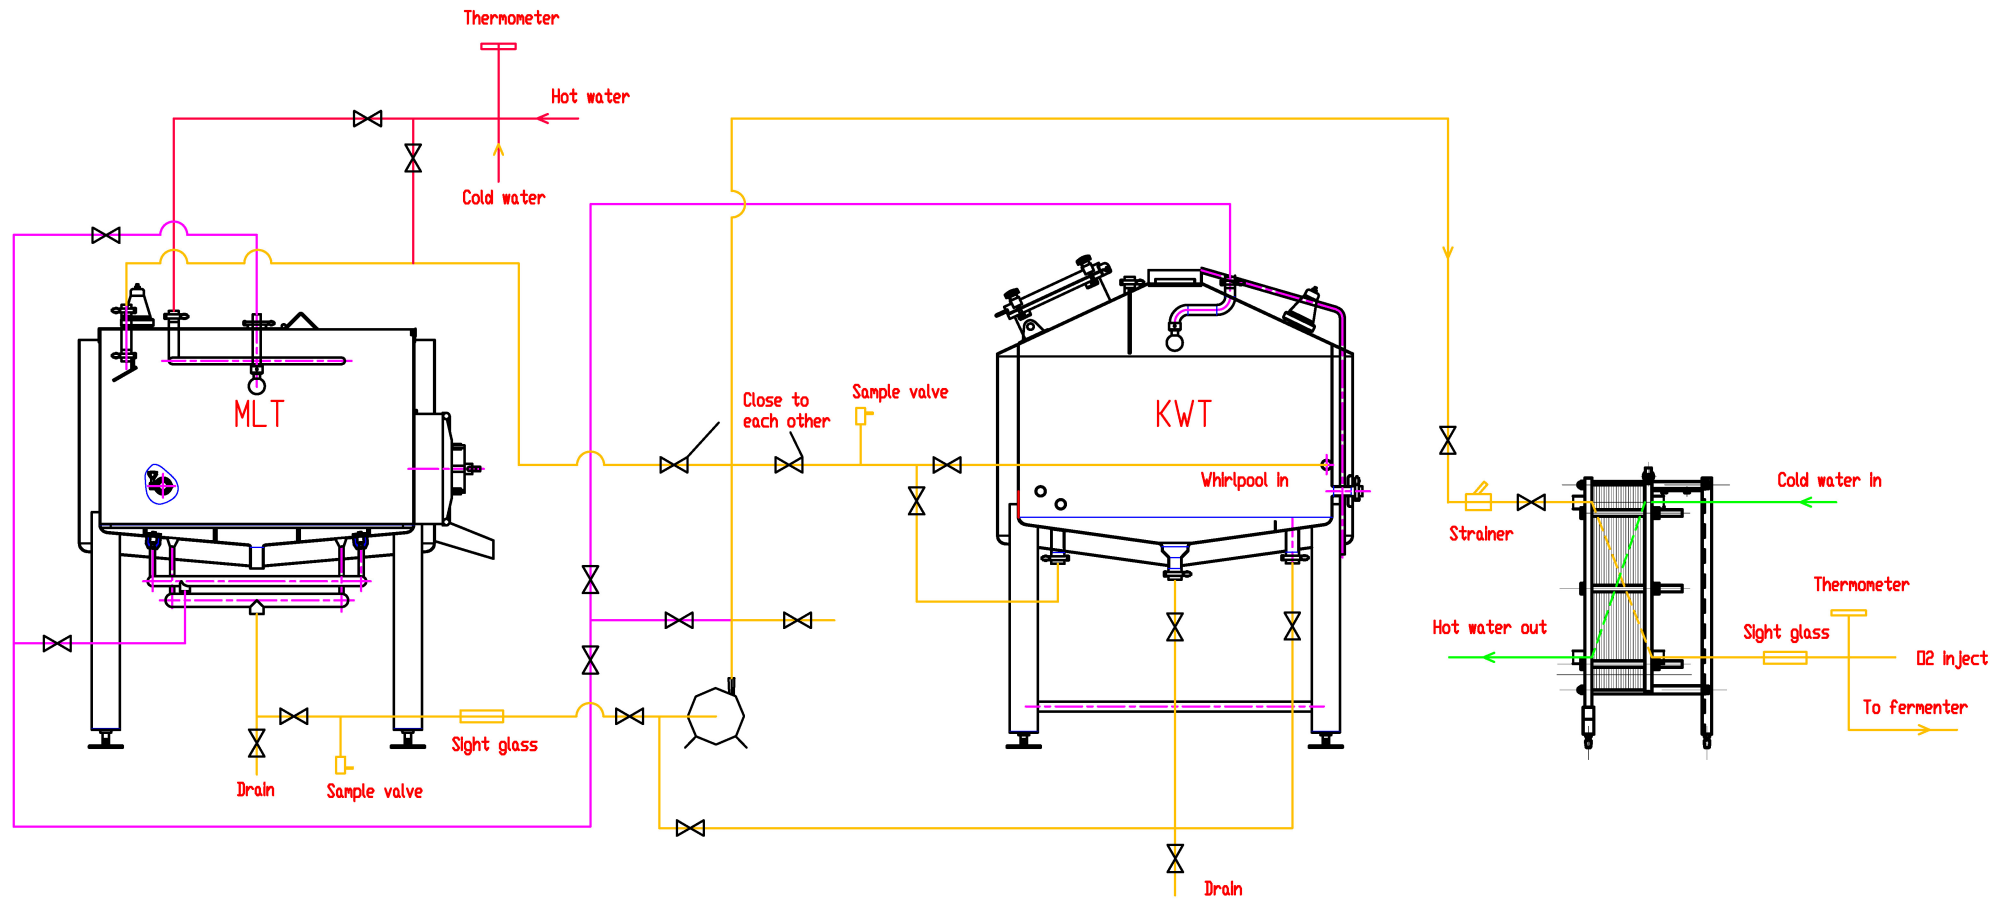 Thermometer
Hot water
Cold water
Close to
each other
Sample valve
MLT
KWT
Whirlpool In
Cold water In
Strainer
Thermometer
Hot water out
Sight glass
O2 Inject
To fermenter
Sight glass
Drain
Sample valve
Drain